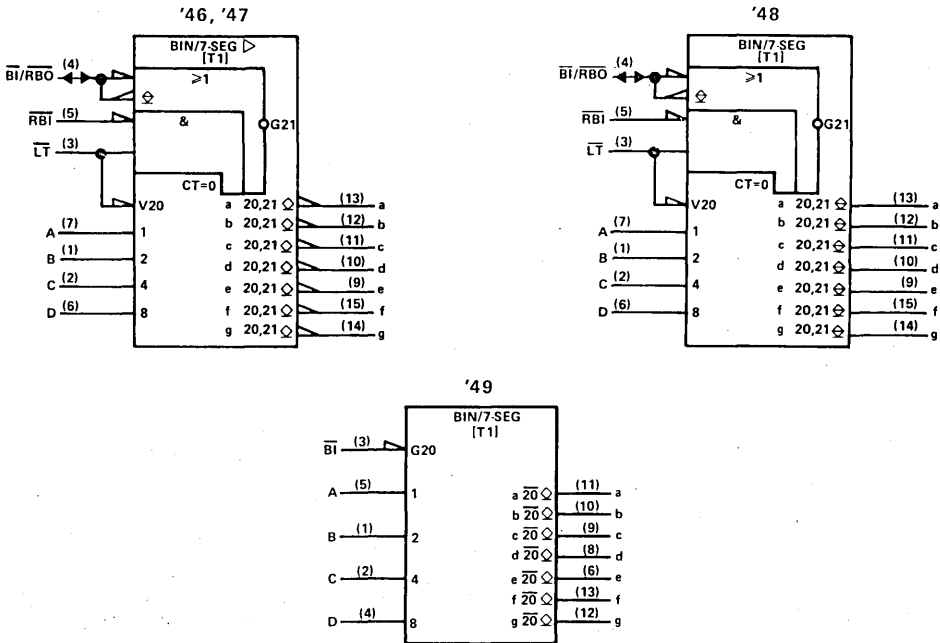 '46, '47
BIN/7-SEG ▷
[T1]
BI/RBO (4)
≥1
RBI (5)
&
G21
LT (3)
CT=0
V20
a 20,21 (13) a
A (7) 1
b 20,21 (12) b
B (1) 2
c 20,21 (11) c
C (2) 4
d 20,21 (10) d
e 20,21 (9) e
D (6) 8
f 20,21 (15) f
g 20,21 (14) g
'48
BIN/7-SEG
[T1]
BI/RBO (4)
≥1
RBI (5)
&
G21
LT (3)
CT=0
V20
a 20,21 (13) a
A (7) 1
b 20,21 (12) b
B (1) 2
c 20,21 (11) c
C (2) 4
d 20,21 (10) d
e 20,21 (9) e
D (6) 8
f 20,21 (15) f
g 20,21 (14) g
'49
BIN/7-SEG
[T1]
BI (3) G20
A (5) 1
a 20 (11) a
b 20 (10) b
B (1) 2
c 20 (9) c
d 20 (8) d
C (2) 4
e 20 (6) e
f 20 (13) f
D (4) 8
g 20 (12) g